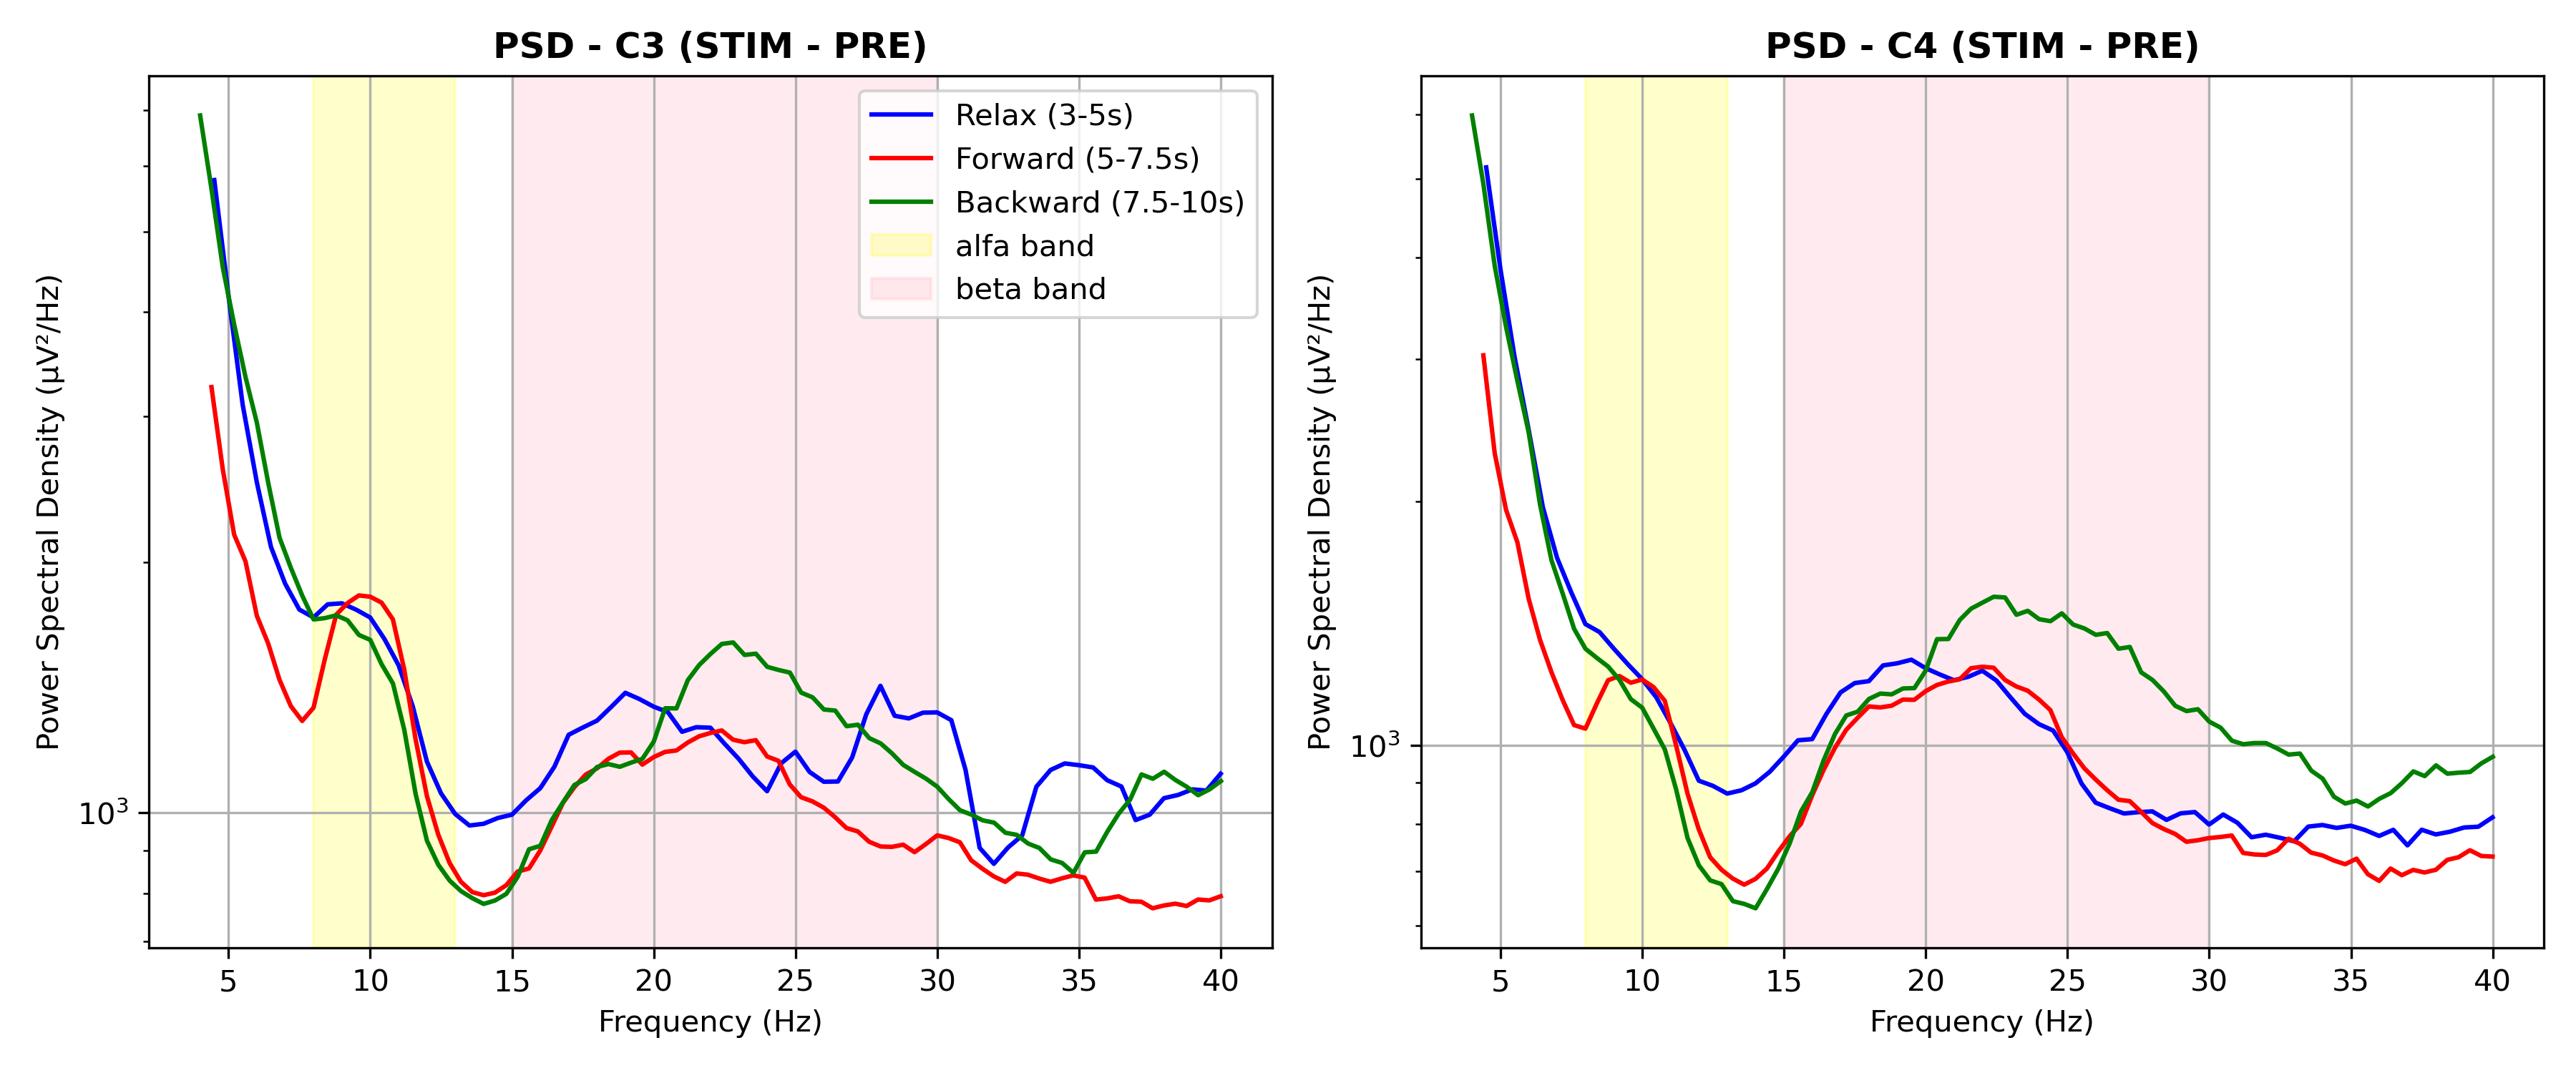 PSD - C3 (STIM - PRE)
Power Spectral Density (µV²/Hz)
10³
Relax (3-5s)
Forward (5-7.5s)
Backward (7.5-10s)
alfa band
beta band
5 10 15 20 25 30 35 40
Frequency (Hz)
PSD - C4 (STIM - PRE)
Power Spectral Density (µV²/Hz)
10³
5 10 15 20 25 30 35 40
Frequency (Hz)